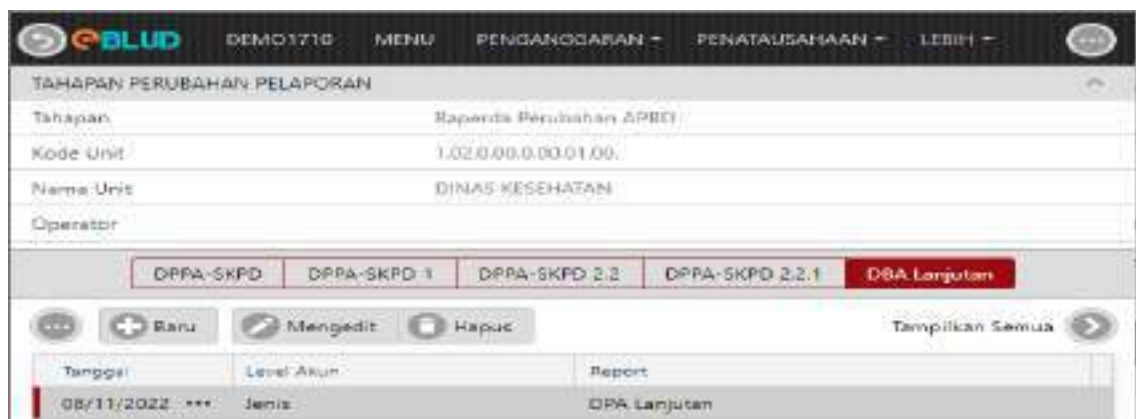 eBLUD DEMO1710 MENU PENGANGGARAN PENATAUSAHAAN LEBIH
TAHAPAN PERUBAHAN PELAPORAN
Tahapan Raperda Perubahan APBD
Kode Unit 1.02.0.00.0.00.01.00.
Nama Unit DINAS KESEHATAN
Operator
DPPA-SKPD DPPA-SKPD 1 DPPA-SKPD 2.2 DPPA-SKPD 2.2.1 DBA Lanjutan
Baru Mengedit Hapus Tampilkan Semua
Tanggal Level Akun Report
08/11/2022 ••• Jenis DPA Lanjutan